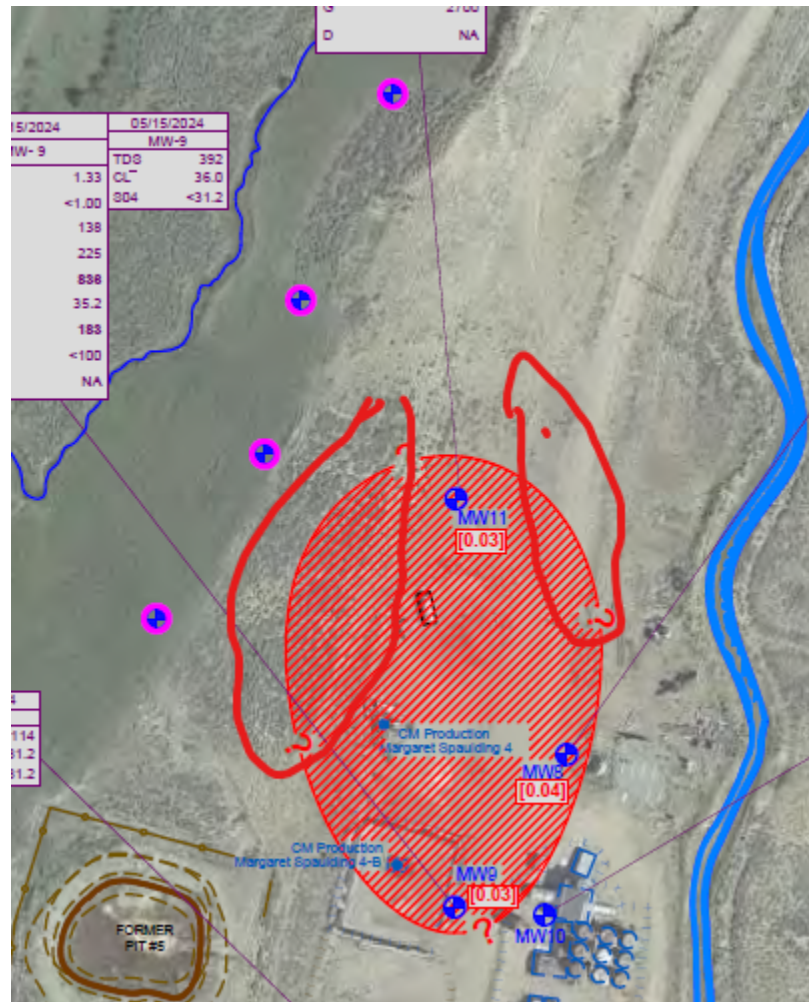 G 2700
D NA
15/2024
MW- 9
1.33
<1.00
138
225
836
35.2
183
<100
NA
05/15/2024
MW-9
TDS 392
CL¯ 36.0
SO4 <31.2
?
MW11
[0.03]
?
?
CM Production
Margaret Spaulding 4
MW8
[0.04]
4
114
31.2
31.2
CM Production
Margaret Spaulding 4-B
MW9
[0.03]
?
MW10
FORMER
PIT #5